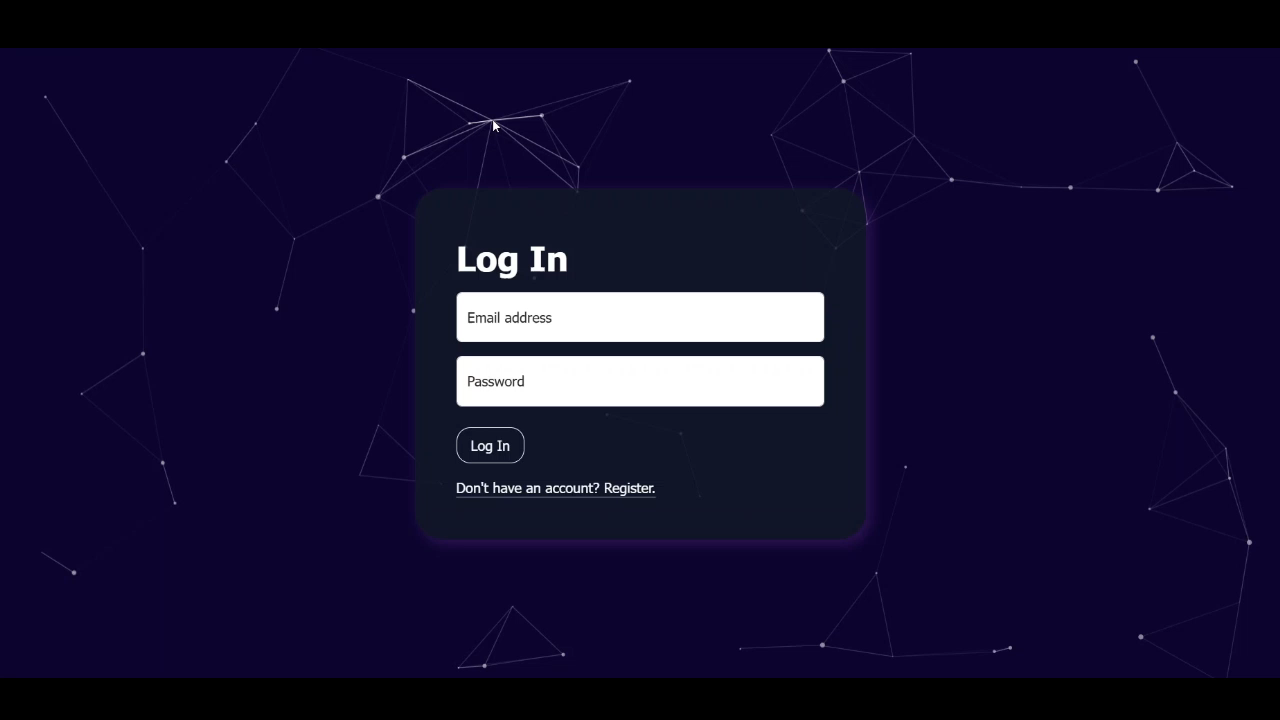 Log In
Email address
Password
Log In
Don't have an account? Register.